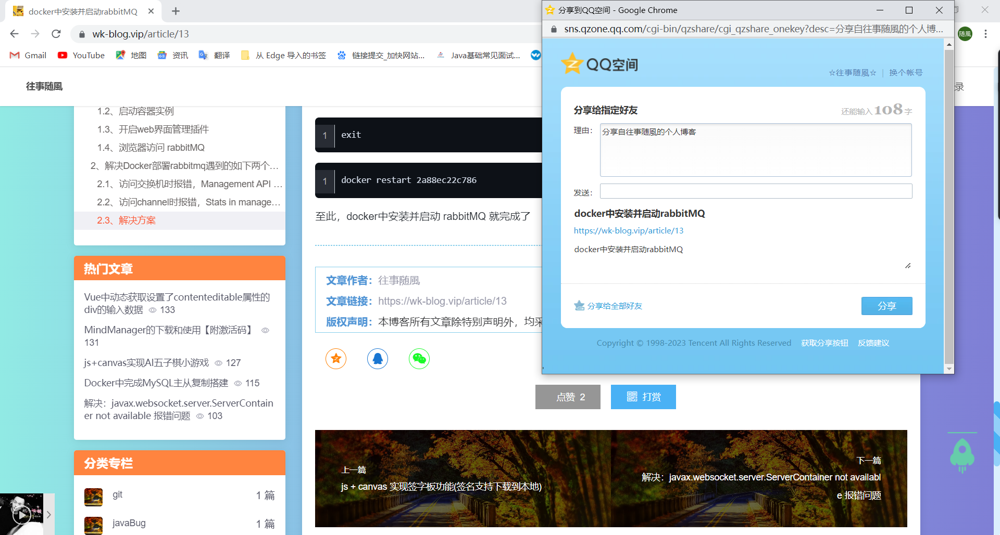 docker中安装并启动rabbitMQ
wk-blog.vip/article/13
Gmail
YouTube
地图
资讯
翻译
从 Edge 导入的书签
链接提交_加快网站...
Java基础常见面试...
随風
往事随風
录
1.2、启动容器实例
1.3、开启web界面管理插件
1.4、浏览器访问 rabbitMQ
2、解决Docker部署rabbitmq遇到的如下两个...
2.1、访问交换机时报错，Management API ...
2.2、访问channel时报错，Stats in manage...
2.3、解决方案
热门文章
Vue中动态获取设置了contenteditable属性的
div的输入数据 133
MindManager的下载和使用【附激活码】
131
js+canvas实现AI五子棋小游戏 127
Docker中完成MySQL主从复制搭建 115
解决：javax.websocket.server.ServerContain
er not available 报错问题 103
分类专栏
git 1 篇
javaBug 1 篇
1 exit
1 docker restart 2a88ec22c786
至此，docker中安装并启动 rabbitMQ 就完成了
文章作者：往事随風
文章链接：https://wk-blog.vip/article/13
版权声明：本博客所有文章除特别声明外，均采
点赞 2
打赏
上一篇
js + canvas 实现签字板功能(签名支持下载到本地)
下一篇
解决：javax.websocket.server.ServerContainer not availabl
e 报错问题
分享到QQ空间 - Google Chrome
sns.qzone.qq.com/cgi-bin/qzshare/cgi_qzshare_onekey?desc=分享自往事随風的个人博...
QQ空间
☆往事随風☆ | 换个帐号
分享给指定好友
还能输入108字
理由：
分享自往事随風的个人博客
发送：
docker中安装并启动rabbitMQ
https://wk-blog.vip/article/13
docker中安装并启动rabbitMQ
分享给全部好友
分享
Copyright © 1998-2023 Tencent All Rights Reserved 获取分享按钮 反馈建议